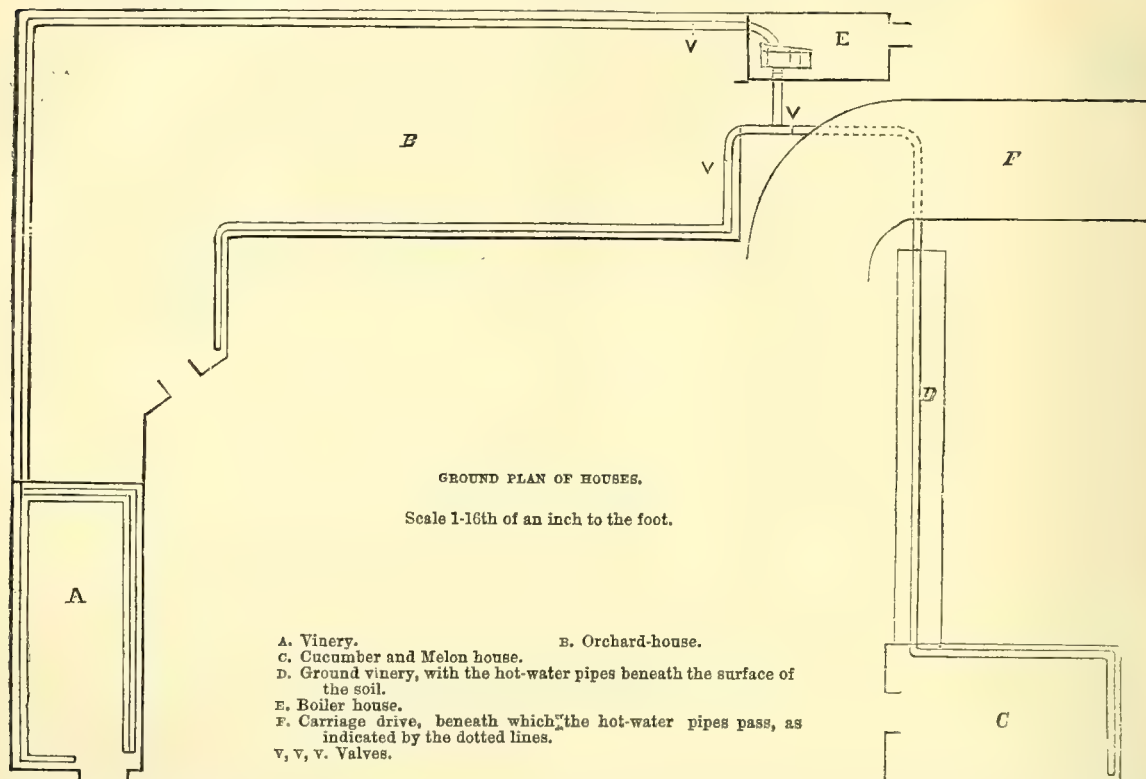 V
E
V
B
F
V
D
GROUND PLAN OF HOUSES.
Scale 1-16th of an inch to the foot.
A
A. Vinery. B. Orchard-house.
C. Cucumber and Melon house.
D. Ground vinery, with the hot-water pipes beneath the surface of
the soil.
E. Boiler house.
F. Carriage drive, beneath which the hot-water pipes pass, as
indicated by the dotted lines.
V, V, V. Valves.
C